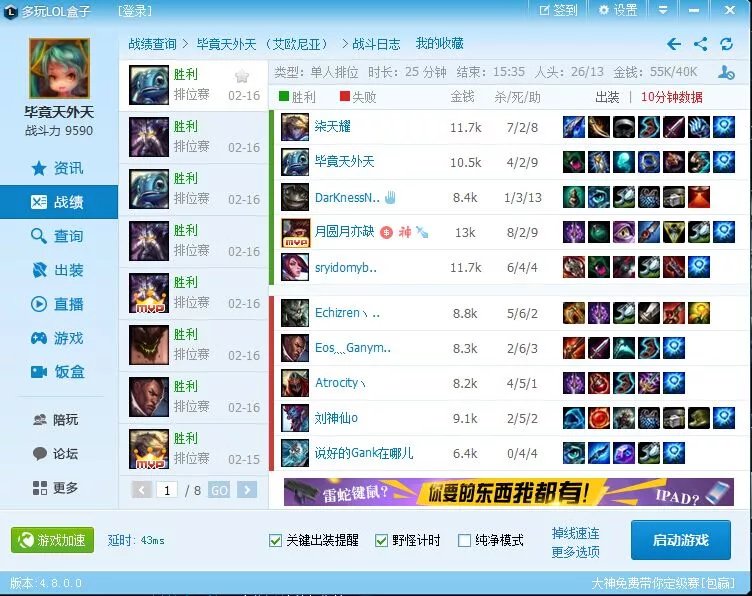 多玩LOL盒子 [登录] 签到 设置
战绩查询 毕竟天外天 （艾欧尼亚） 战斗日志 我的收藏
毕竟天外天
战斗力 9590
资讯
战绩
查询
出装
直播
游戏
饭盒
陪玩
论坛
更多
胜利
排位赛 02-16
胜利
排位赛 02-16
胜利
排位赛 02-16
胜利
排位赛 02-16
胜利
MVP 排位赛 02-16
胜利
排位赛 02-16
胜利
排位赛 02-16
胜利
MVP 排位赛 02-15
1 / 8 GO
类型：单人排位 时长：25 分钟 结束：15:35 人头：26/13 金钱：55K/40K
胜利 失败 金钱 杀/死/助 出装 | 10分钟数据
柒天耀 11.7k 7/2/8
毕竟天外天 10.5k 4/2/9
DarKnessN.. 8.4k 1/3/13
MVP 月圆月亦缺 神 13k 8/2/9
sryidomyb.. 11.7k 6/4/4
Echizrenヽ.. 8.8k 5/6/2
Eos﹏Ganym.. 8.3k 2/6/3
Atrocityヽ 8.2k 4/5/1
刘神仙o 9.1k 2/5/2
说好的Gank在哪儿 6.4k 0/4/4
雷蛇键鼠? 你要的东西我都有! IPAD?
游戏加速 延时: 43ms 关键出装提醒 野怪计时 纯净模式 掉线速连
更多选项
启动游戏
版本: 4.8.0.0 大神免费带你定级赛[包赢]